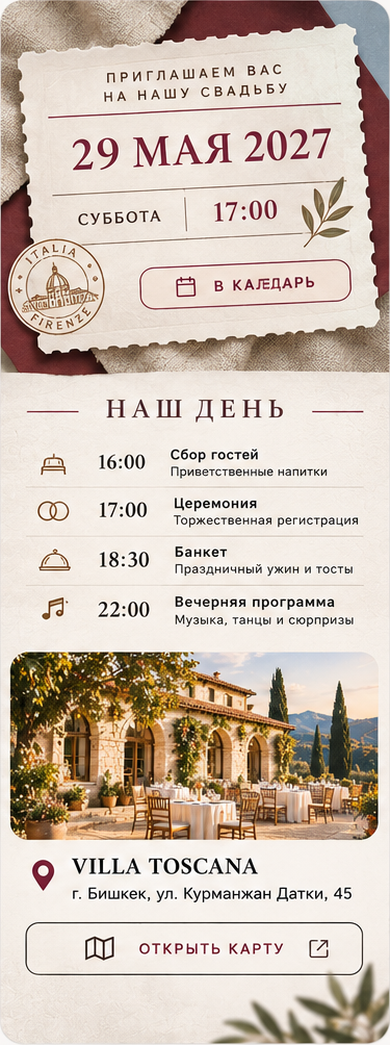 ПРИГЛАШАЕМ ВАС
НА НАШУ СВАДЬБУ
29 МАЯ 2027
СУББОТА
17:00
ITALIA
FIRENZE
В КАЛЕДАРЬ
НАШ ДЕНЬ
16:00
Сбор гостей
Приветственные напитки
17:00
Церемония
Торжественная регистрация
18:30
Банкет
Праздничный ужин и тосты
22:00
Вечерняя программа
Музыка, танцы и сюрпризы
VILLA TOSCANA
г. Бишкек, ул. Курманжан Датки, 45
ОТКРЫТЬ КАРТУ